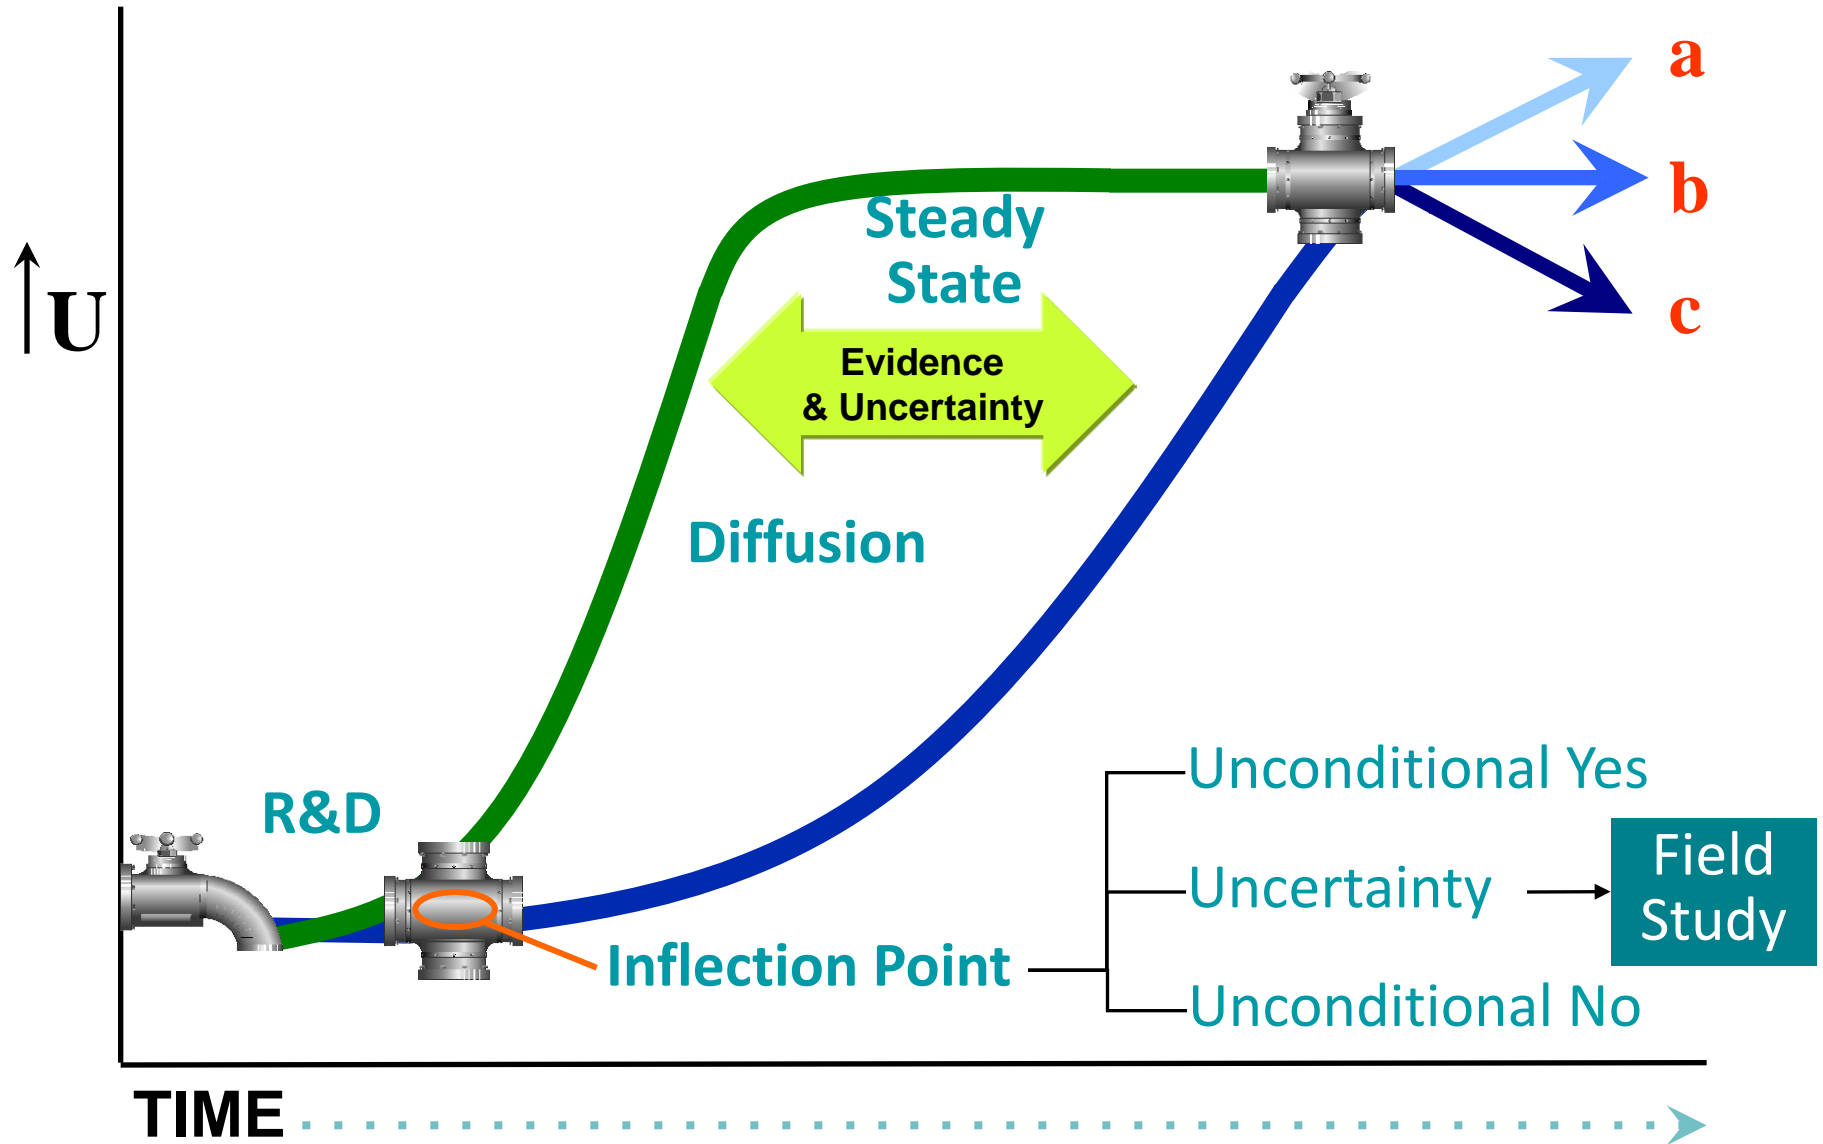 a
b
c
U
Steady
State
Evidence
& Uncertainty
Diffusion
R&D
Inflection Point
Unconditional Yes
Uncertainty
Unconditional No
Field
Study
TIME